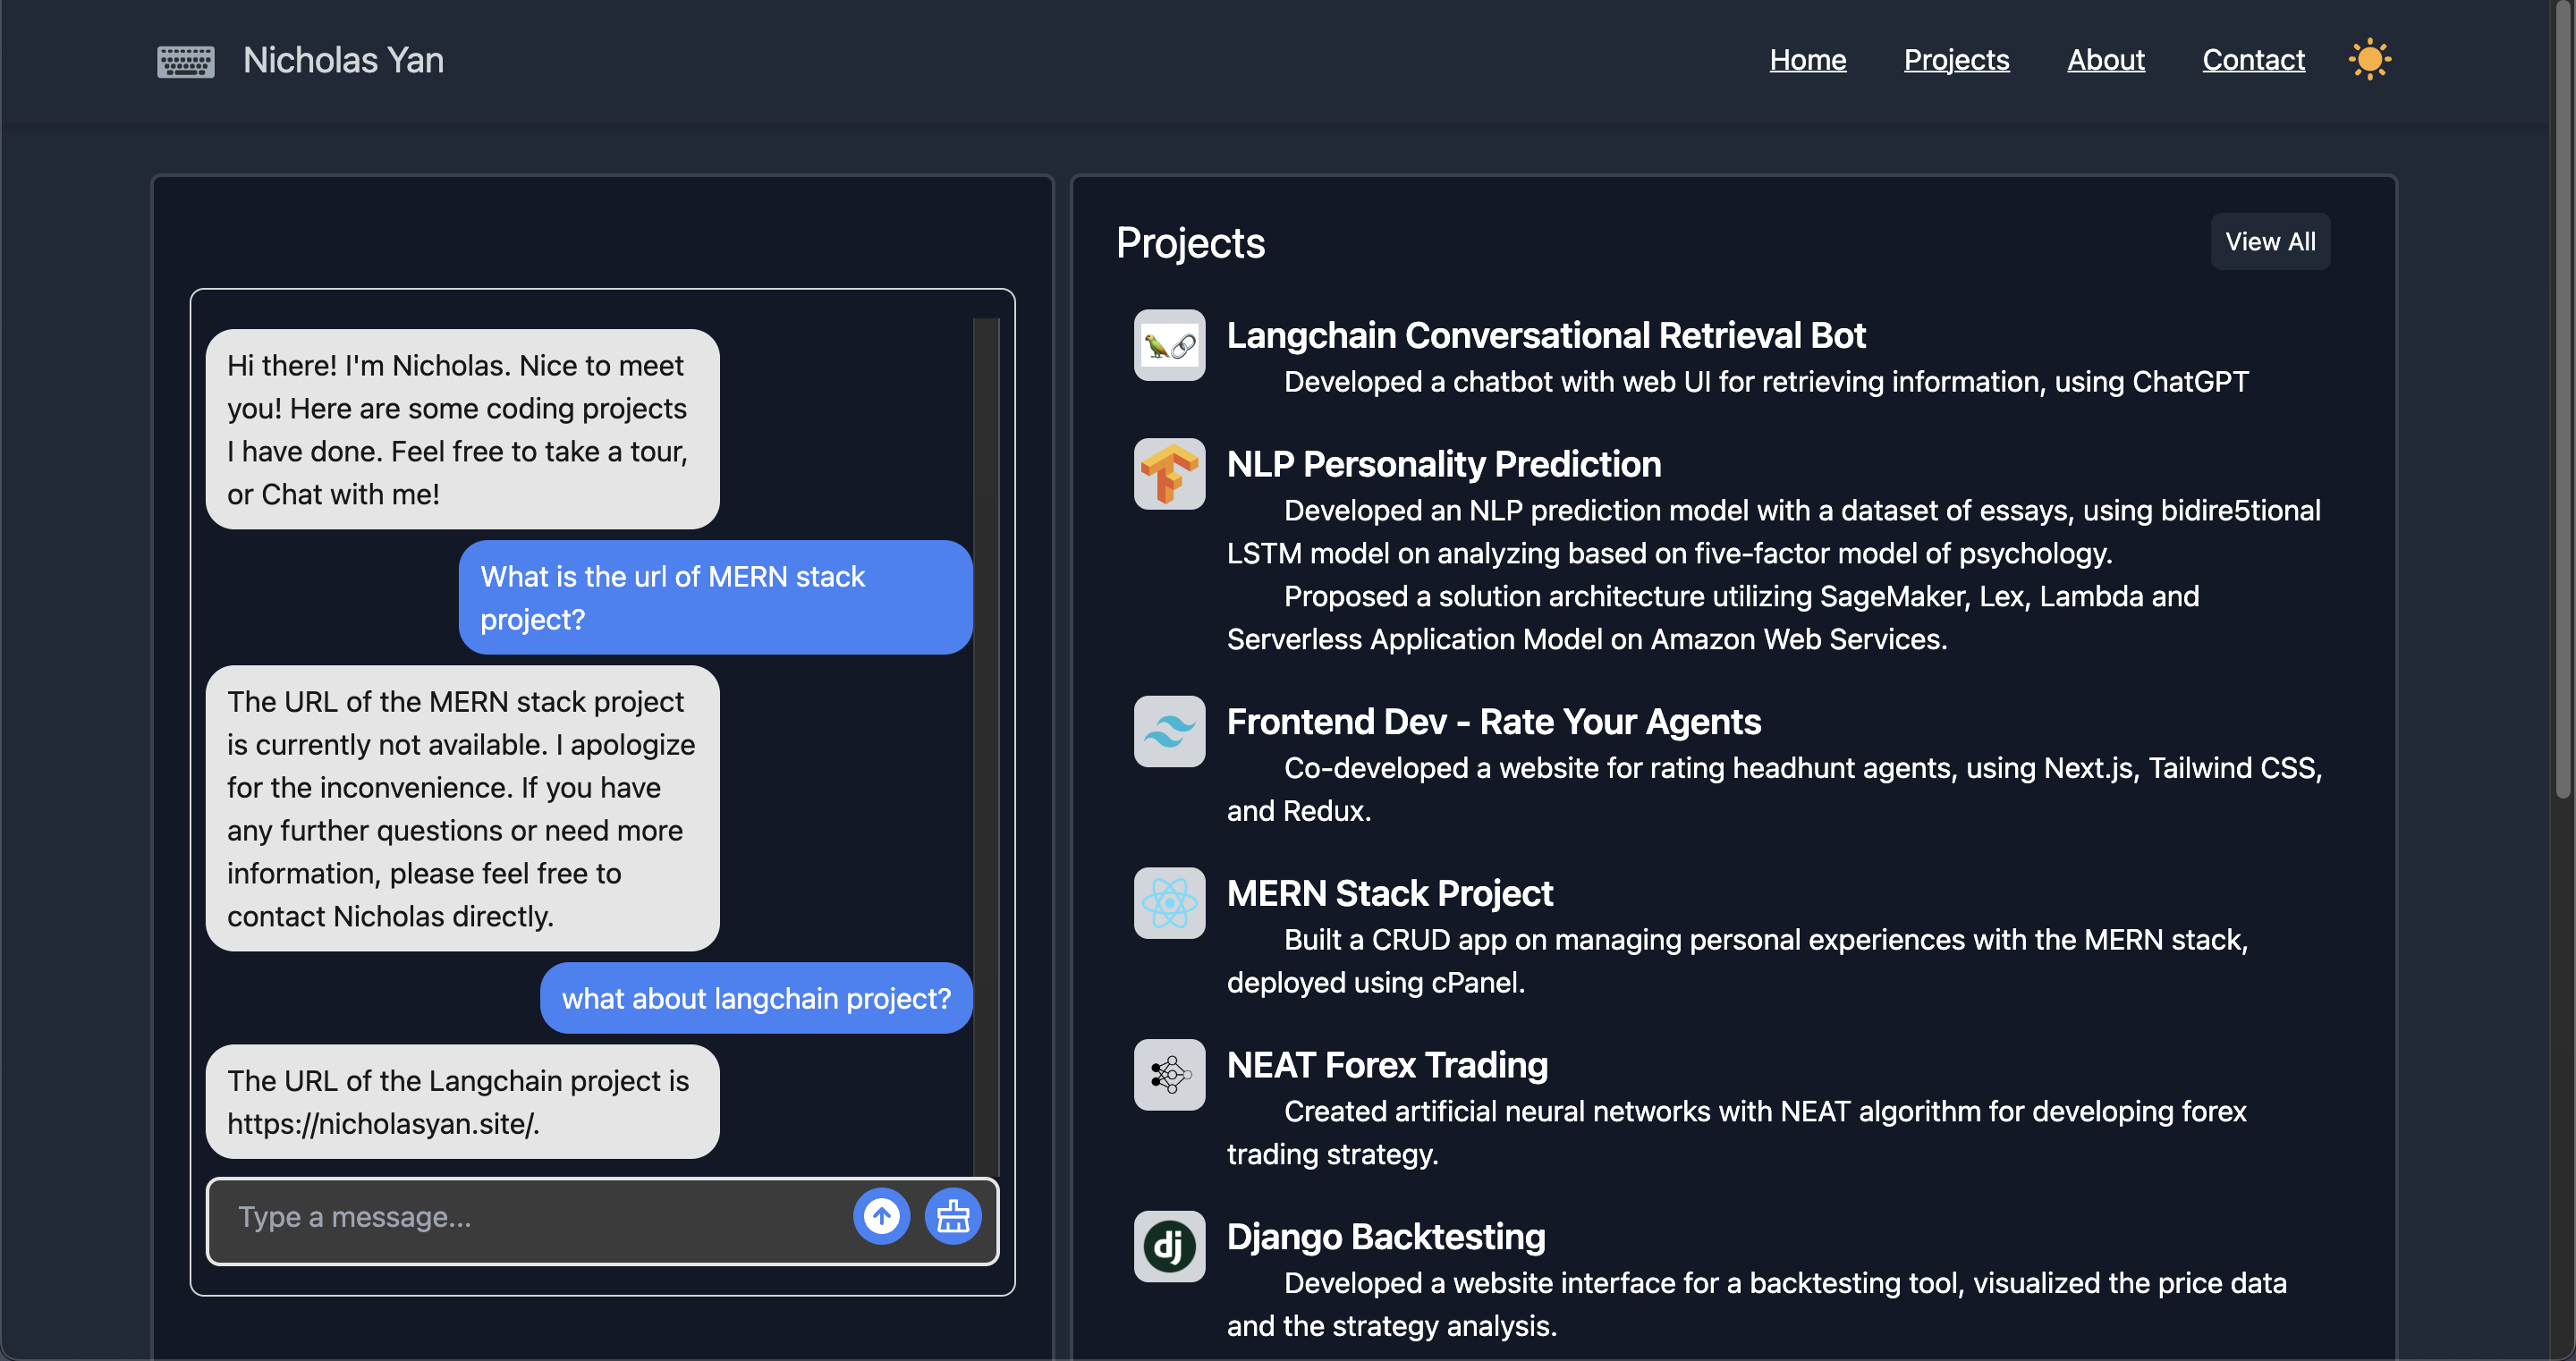 Nicholas Yan
Home
Projects
About
Contact
Hi there! I'm Nicholas. Nice to meet
you! Here are some coding projects
I have done. Feel free to take a tour,
or Chat with me!
What is the url of MERN stack
project?
The URL of the MERN stack project
is currently not available. I apologize
for the inconvenience. If you have
any further questions or need more
information, please feel free to
contact Nicholas directly.
what about langchain project?
The URL of the Langchain project is
https://nicholasyan.site/.
Type a message...
Projects
View All
Langchain Conversational Retrieval Bot
Developed a chatbot with web UI for retrieving information, using ChatGPT
NLP Personality Prediction
Developed an NLP prediction model with a dataset of essays, using bidire5tional
LSTM model on analyzing based on five-factor model of psychology.
Proposed a solution architecture utilizing SageMaker, Lex, Lambda and
Serverless Application Model on Amazon Web Services.
Frontend Dev - Rate Your Agents
Co-developed a website for rating headhunt agents, using Next.js, Tailwind CSS,
and Redux.
MERN Stack Project
Built a CRUD app on managing personal experiences with the MERN stack,
deployed using cPanel.
NEAT Forex Trading
Created artificial neural networks with NEAT algorithm for developing forex
trading strategy.
dj
Django Backtesting
Developed a website interface for a backtesting tool, visualized the price data
and the strategy analysis.